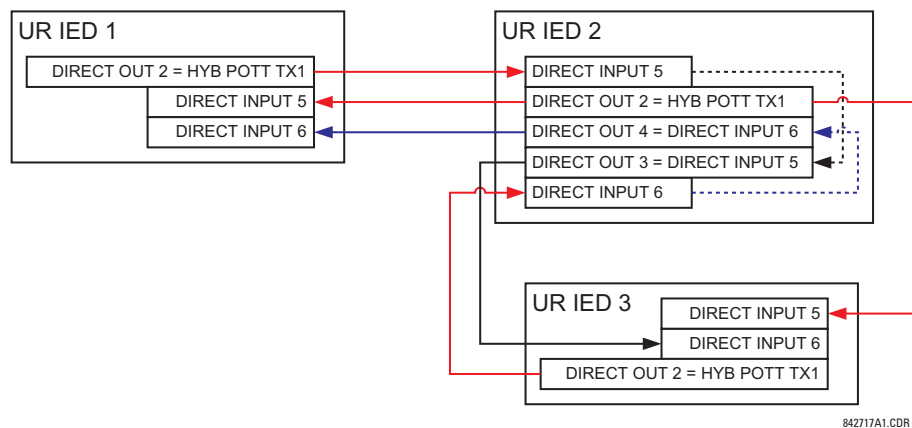 UR IED 1
DIRECT OUT 2 = HYB POTT TX1
DIRECT INPUT 5
DIRECT INPUT 6
UR IED 2
DIRECT INPUT 5
DIRECT OUT 2 = HYB POTT TX1
DIRECT OUT 4 = DIRECT INPUT 6
DIRECT OUT 3 = DIRECT INPUT 5
DIRECT INPUT 6
UR IED 3
DIRECT INPUT 5
DIRECT INPUT 6
DIRECT OUT 2 = HYB POTT TX1
842717A1.CDR